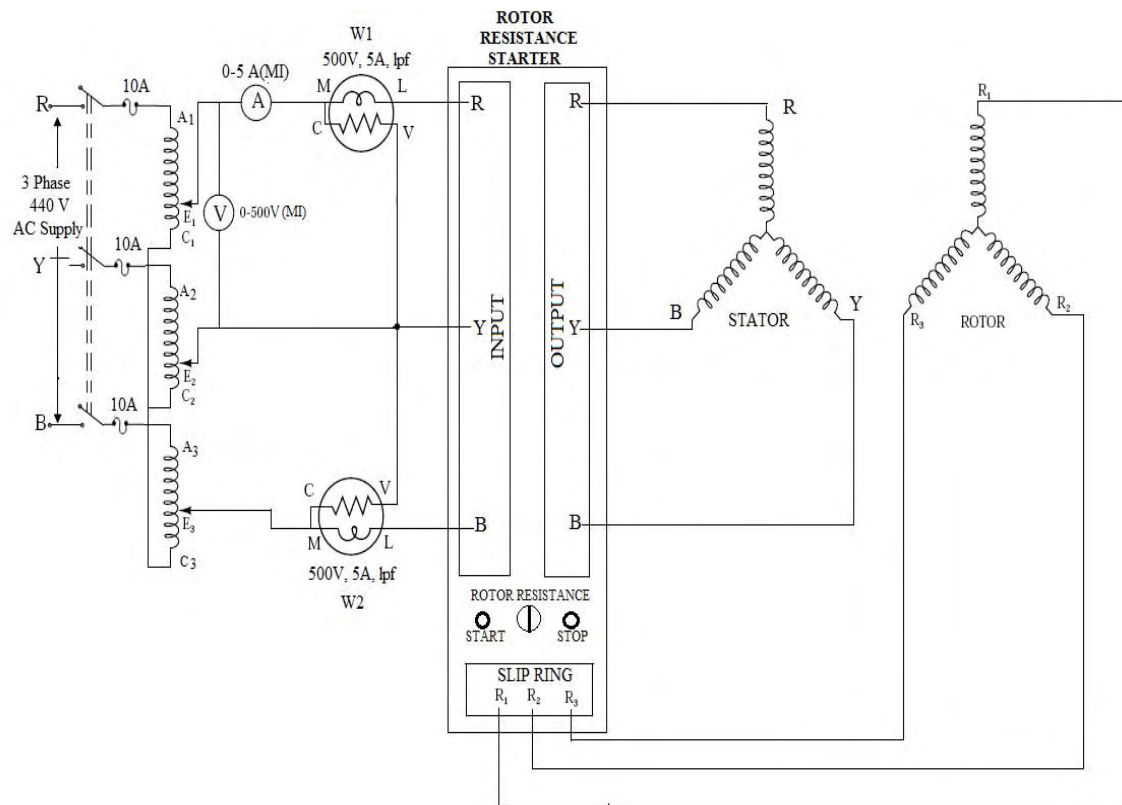 ROTOR
RESISTANCE
STARTER
W1
500V, 5A, lpf
0-5 A(MI)
10A
M
L
R
A
A1
C
V
R
R
R
R1
3 Phase
440 V
AC Supply
V
0-500V(MI)
E1
C1
10A
Y
A2
Y
INPUT
OUTPUT
Y
B
STATOR
Y
R3
ROTOR
R2
E2
C2
10A
B
A3
C
V
E3
M
L
B
B
C3
500V, 5A, lpf
W2
ROTOR RESISTANCE
START
STOP
SLIP RING
R1
R2
R3